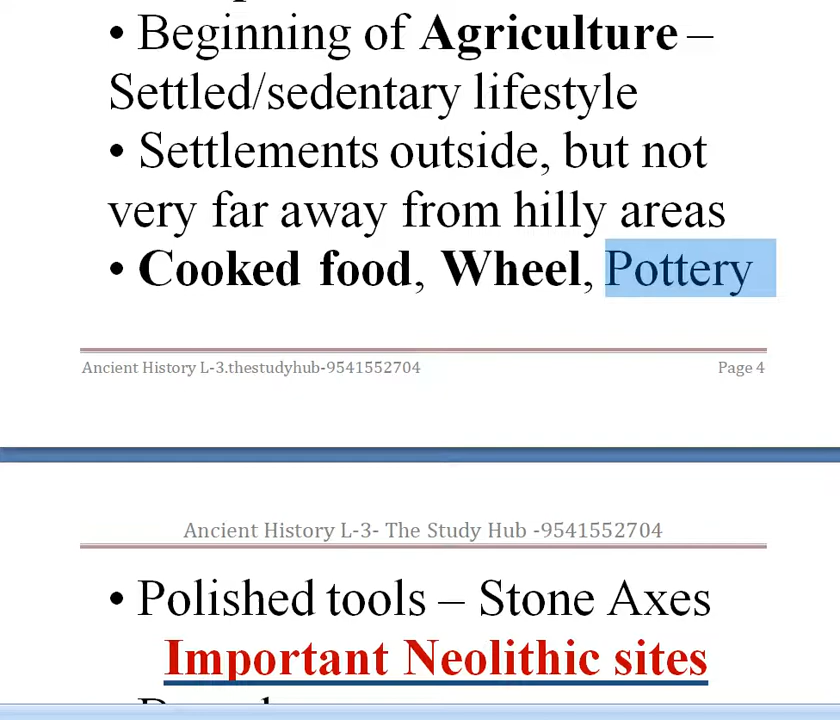 • Beginning of Agriculture –
Settled/sedentary lifestyle
• Settlements outside, but not
very far away from hilly areas
• Cooked food, Wheel, Pottery
Ancient History L-3.thestudyhub-9541552704 Page 4
Ancient History L-3- The Study Hub -9541552704
• Polished tools – Stone Axes
Important Neolithic sites